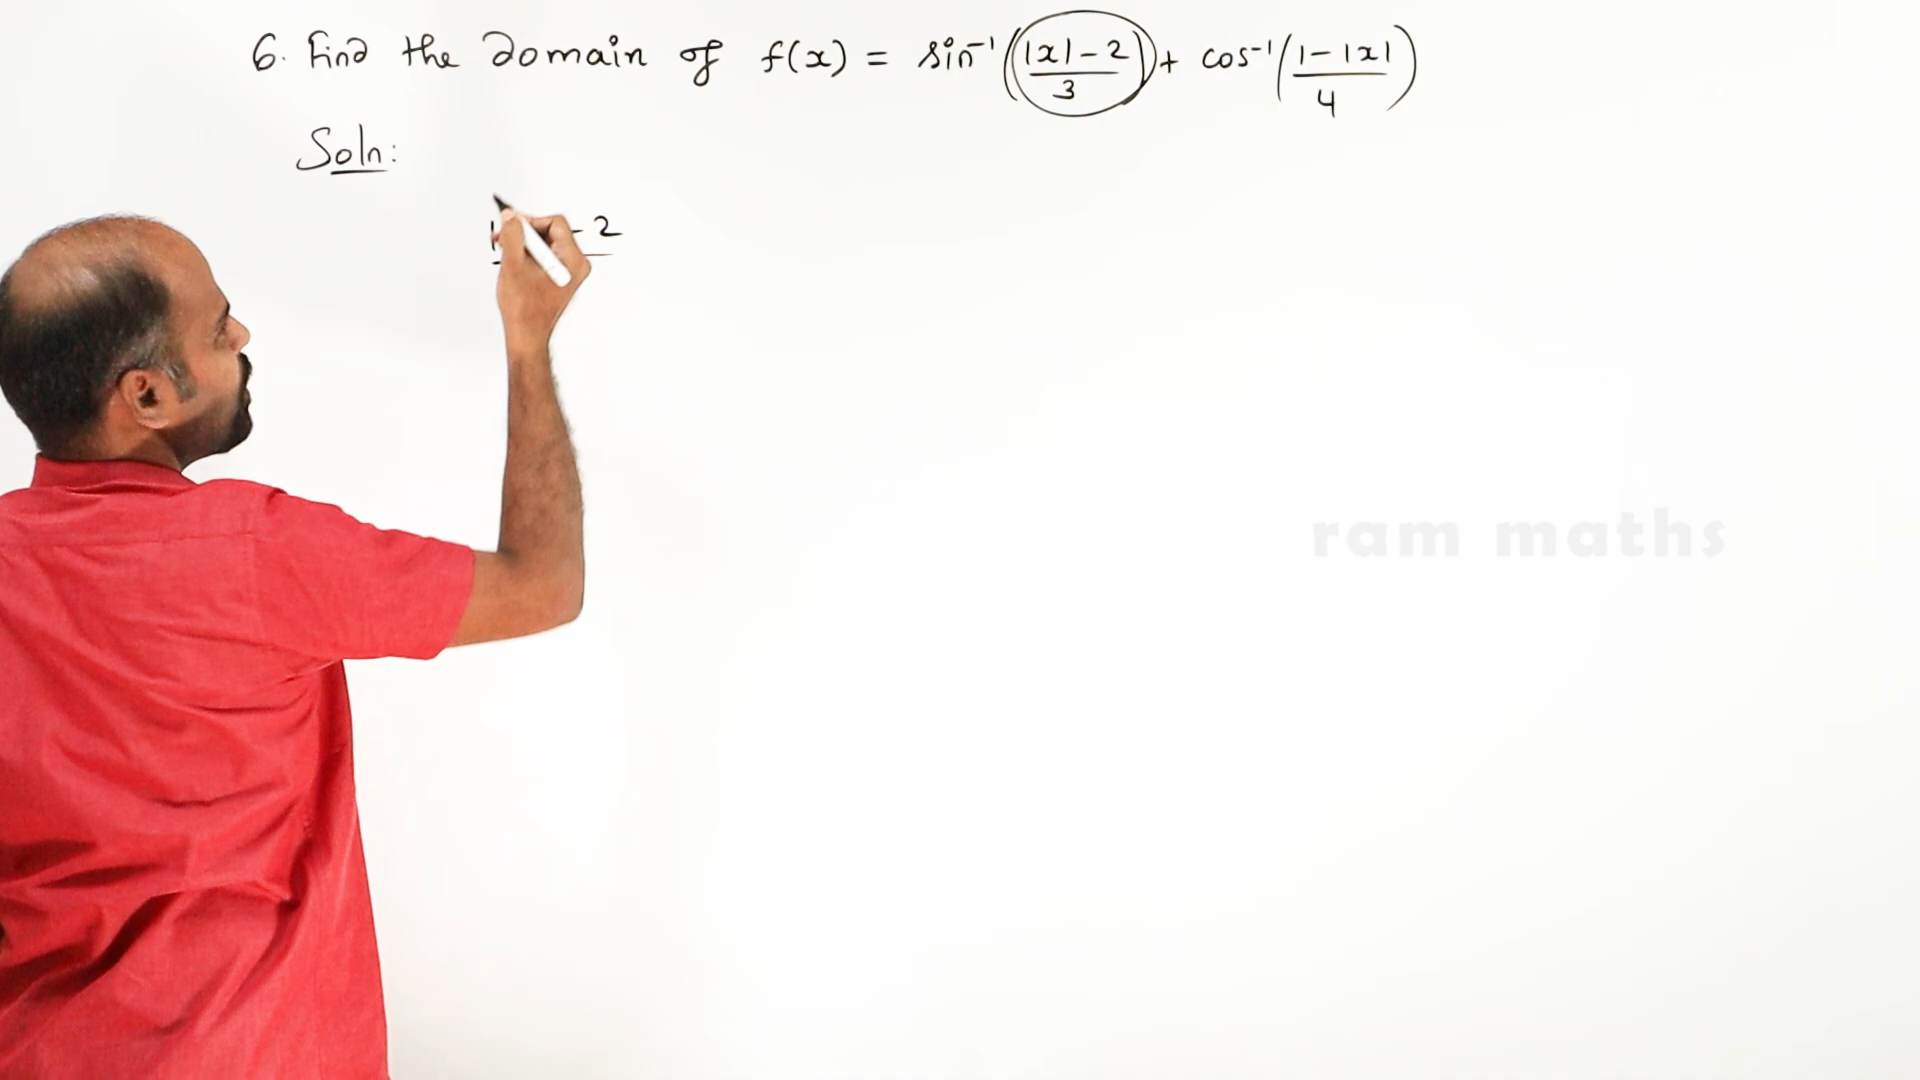 6. Find the domain of f(x) = sin⁻¹(|x|-2/3) + cos⁻¹(1-|x|/4)
Soln:
- 2
ram maths